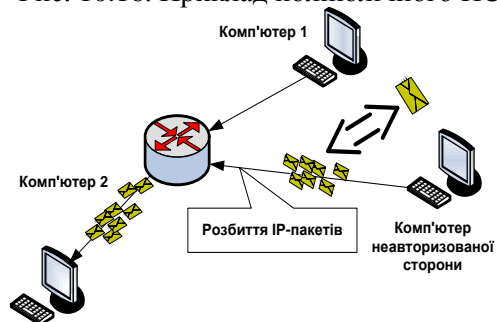 Комп'ютер 1
Комп'ютер 2
Розбиття IP-пакетів
Комп'ютер
неавторизованої
сторони